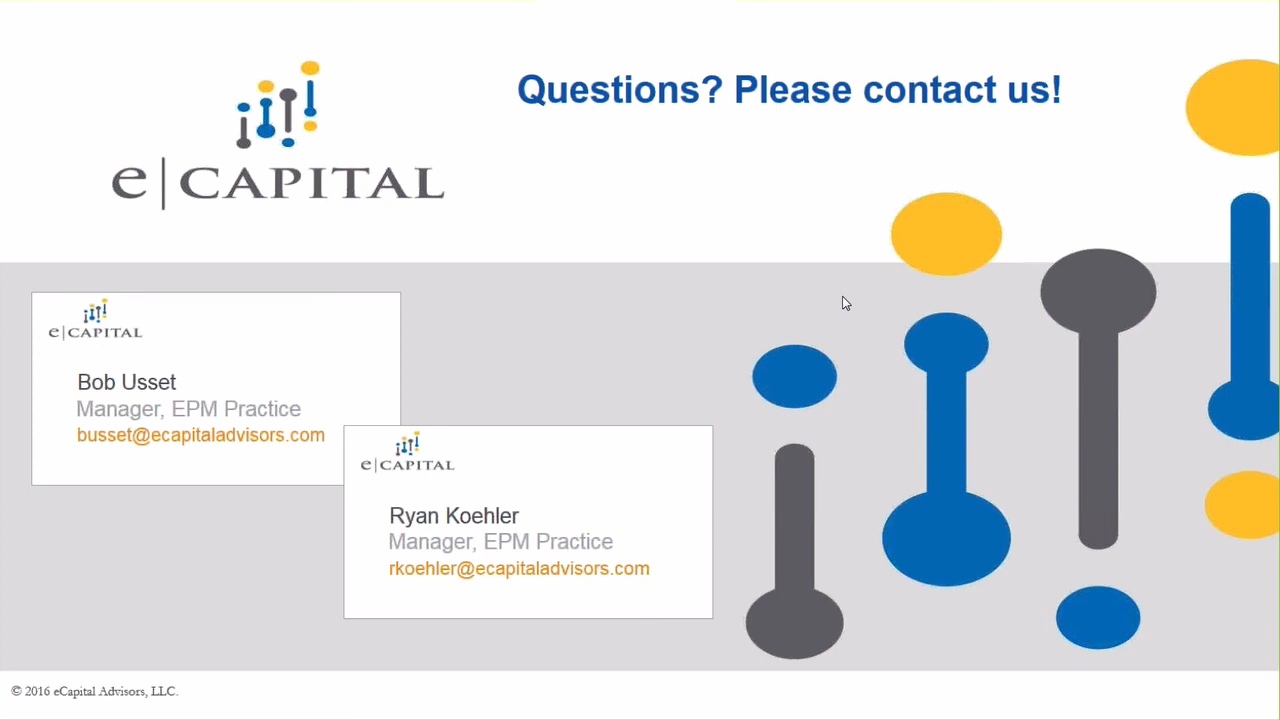 Questions? Please contact us!
e|CAPITAL
e|CAPITAL
Bob Usset
Manager, EPM Practice
busset@ecapitaladvisors.com
e|CAPITAL
Ryan Koehler
Manager, EPM Practice
rkoehler@ecapitaladvisors.com
© 2016 eCapital Advisors, LLC.